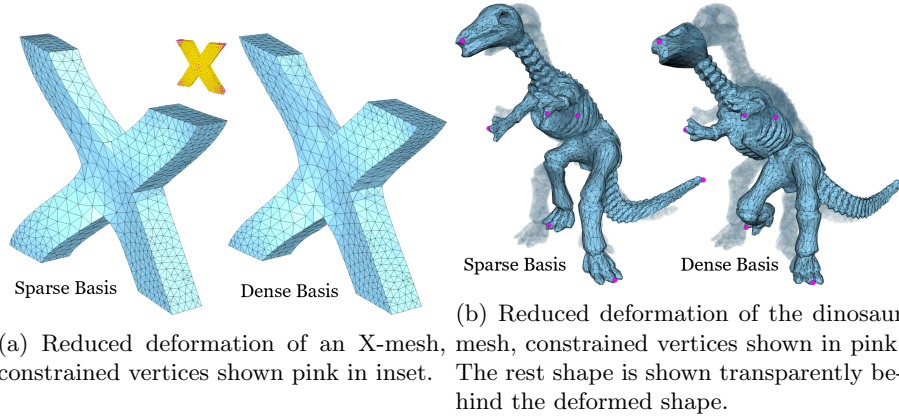 Sparse Basis
Dense Basis
Sparse Basis
Dense Basis
(a) Reduced deformation of an X-mesh,
constrained vertices shown pink in inset.
(b) Reduced deformation of the dinosaur
mesh, constrained vertices shown in pink
The rest shape is shown transparently be-
hind the deformed shape.